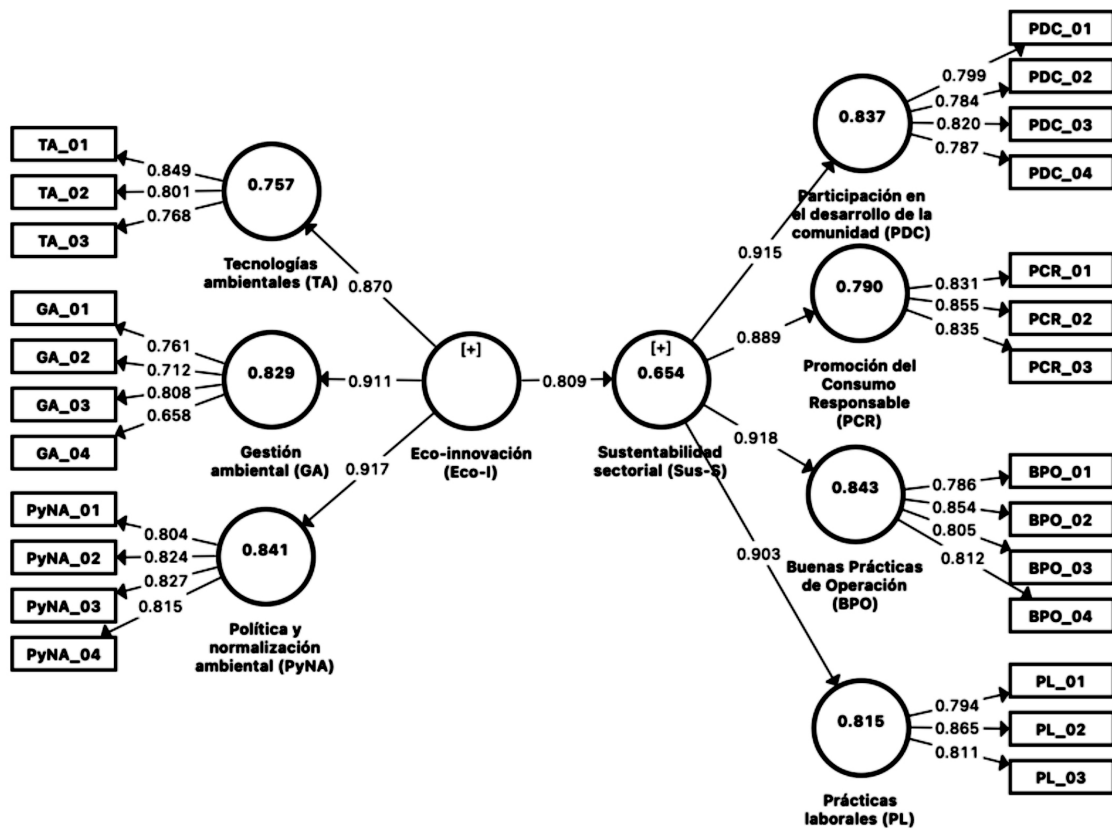 TA_01
TA_02
TA_03
0.849
0.801
0.768
0.757
Tecnologías
ambientales (TA)
GA_01
GA_02
GA_03
GA_04
0.761
0.712
0.808
0.658
0.829
Gestión
ambiental (GA)
PyNA_01
PyNA_02
PyNA_03
PyNA_04
0.804
0.824
0.827
0.815
0.841
Política y
normalización
ambiental (PyNA)
0.870
0.911
0.917
[+]
Eco-innovación
(Eco-I)
0.809
[+]
0.654
Sustentabilidad
sectorial (Sus-S)
0.915
0.889
0.918
0.903
0.837
Participación en
el desarrollo de la
comunidad (PDC)
0.799
0.784
0.820
0.787
PDC_01
PDC_02
PDC_03
PDC_04
0.790
Promoción del
Consumo
Responsable
(PCR)
0.831
0.855
0.835
PCR_01
PCR_02
PCR_03
0.843
Buenas Prácticas
de Operación
(BPO)
0.786
0.854
0.805
0.812
BPO_01
BPO_02
BPO_03
BPO_04
0.815
Prácticas
laborales (PL)
0.794
0.865
0.811
PL_01
PL_02
PL_03